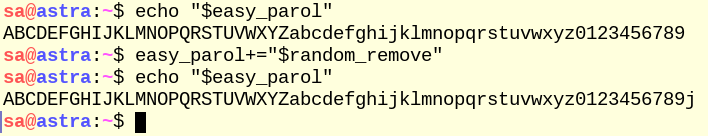 sa@astra:~$ echo "$easy_parol"
ABCDEFGHIJKLMNOPQRSTUVWXYZabcdefghijklmnopqrstuvwxyz0123456789
sa@astra:~$ easy_parol+="$random_remove"
sa@astra:~$ echo "$easy_parol"
ABCDEFGHIJKLMNOPQRSTUVWXYZabcdefghijklmnopqrstuvwxyz0123456789j
sa@astra:~$